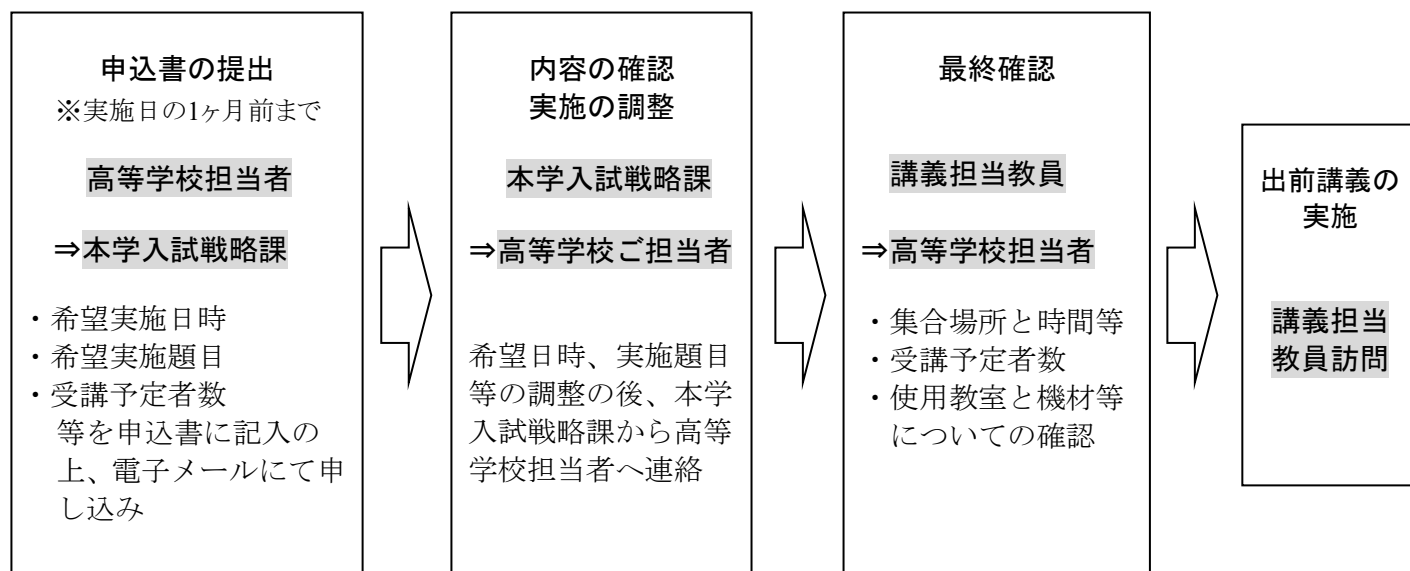 申込書の提出
※実施日の1ヶ月前まで
高等学校担当者
⇒本学入試戦略課
・希望実施日時
・希望実施題目
・受講予定者数
等を申込書に記入の
上、電子メールにて申
し込み
内容の確認
実施の調整
本学入試戦略課
⇒高等学校ご担当者
希望日時、実施題目
等の調整の後、本学
入試戦略課から高等
学校担当者へ連絡
最終確認
講義担当教員
⇒高等学校担当者
・集合場所と時間等
・受講予定者数
・使用教室と機材等
についての確認
出前講義の
実施
講義担当
教員訪問